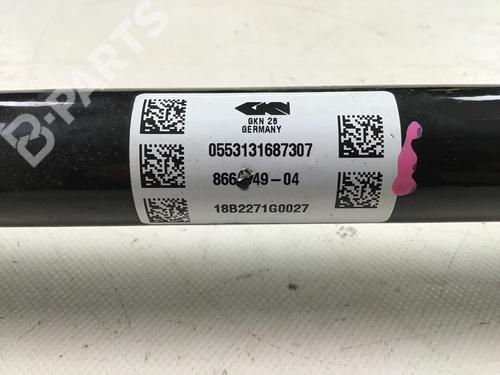 B-PARTS
GKN
GKN 28
GERMANY
0553131687307
18B2271G0027